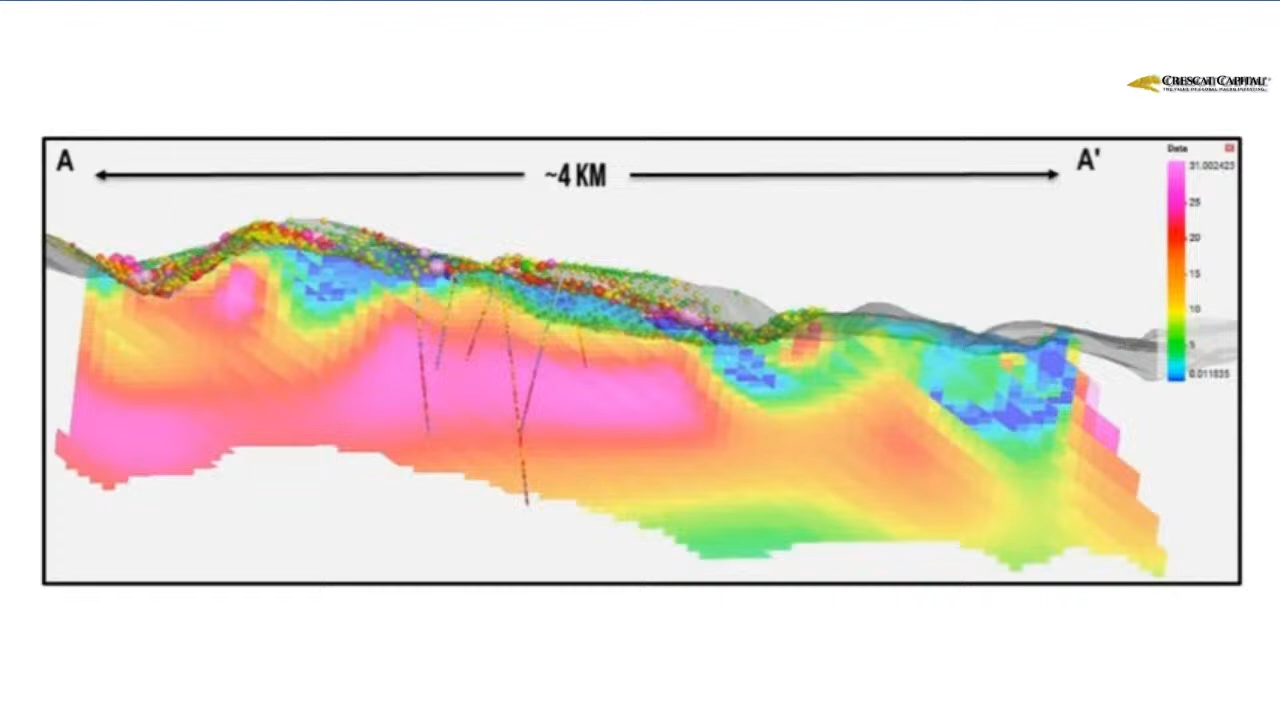 CRESCAT CAPITAL
A
~4 KM
A'
Data
31.002423
25
20
15
10
5
0.011835